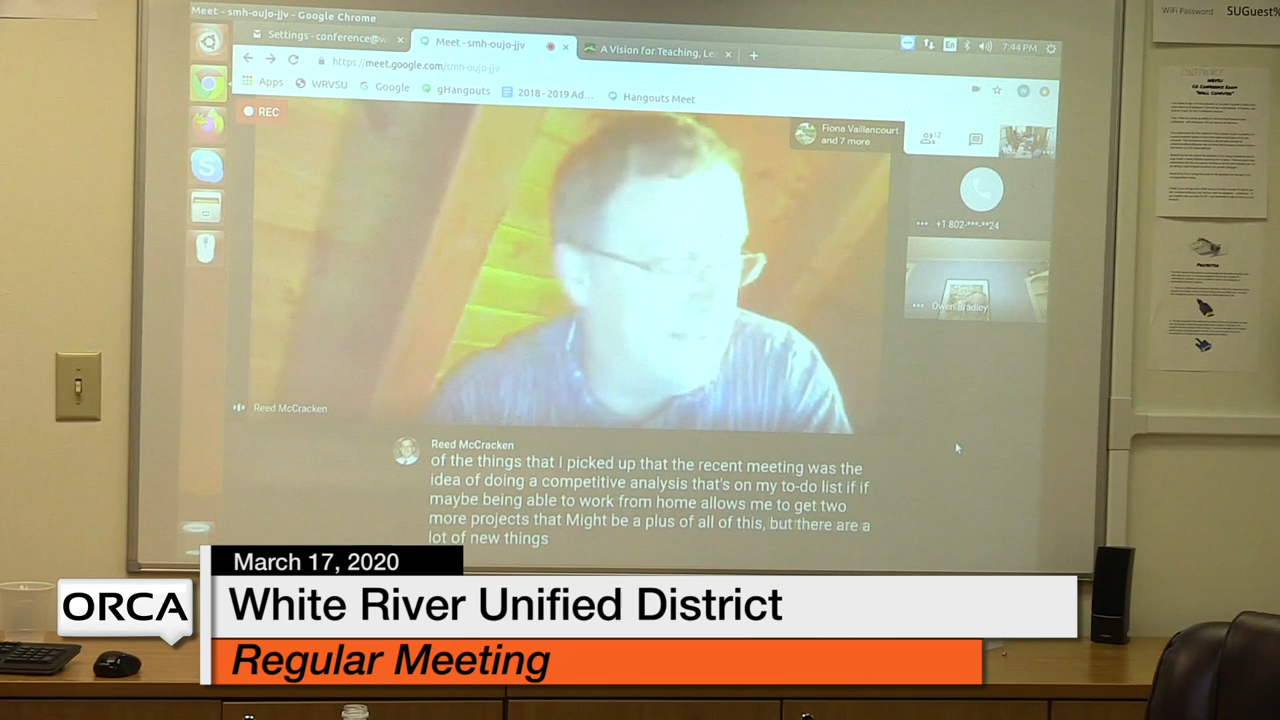 Meet - smh-oujo-jjv - Google Chrome
Settings - conference@w
Meet - smh-oujo-jjv
A Vision for Teaching, Le
En
7:44 PM
https://meet.google.com/smh-oujo-jjv
Apps
WRVSU
Google
gHangouts
2018 - 2019 Ad...
Hangouts Meet
REC
Fiona Vaillancourt
and 7 more
12
+1 802-***-**24
Owen Bradley
Reed McCracken
Reed McCracken
of the things that I picked up that the recent meeting was the
idea of doing a competitive analysis that's on my to-do list if if
maybe being able to work from home allows me to get two
more projects that Might be a plus of all of this, but there are a
lot of new things
WiFi Password
5UGuest%
March 17, 2020
ORCA
White River Unified District
Regular Meeting